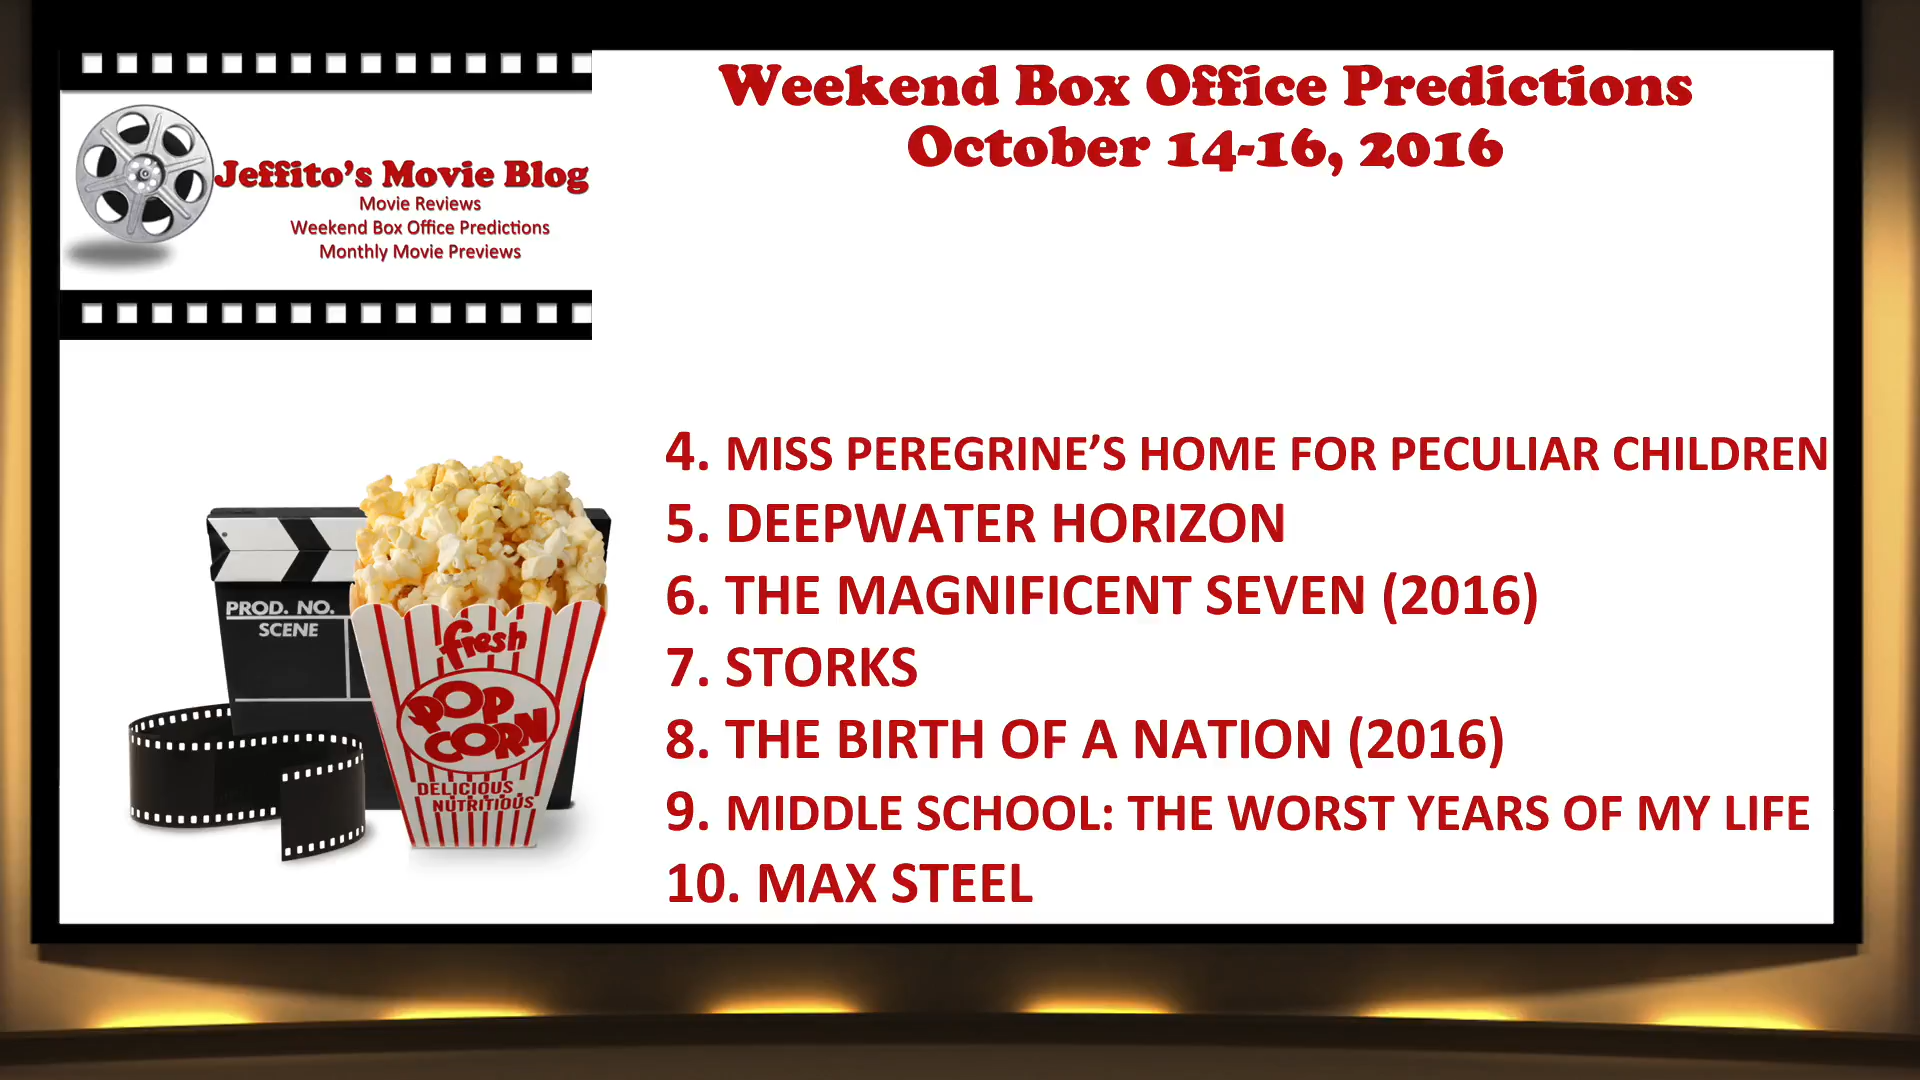 Weekend Box Office Predictions
October 14-16, 2016
Jeffito’s Movie Blog
Movie Reviews
Weekend Box Office Predictions
Monthly Movie Previews
4. MISS PEREGRINE’S HOME FOR PECULIAR CHILDREN
5. DEEPWATER HORIZON
6. THE MAGNIFICENT SEVEN (2016)
7. STORKS
8. THE BIRTH OF A NATION (2016)
9. MIDDLE SCHOOL: THE WORST YEARS OF MY LIFE
10. MAX STEEL
PROD. NO.
SCENE
fresh
POP
CORN
DELICIOUS
NUTRITIOUS